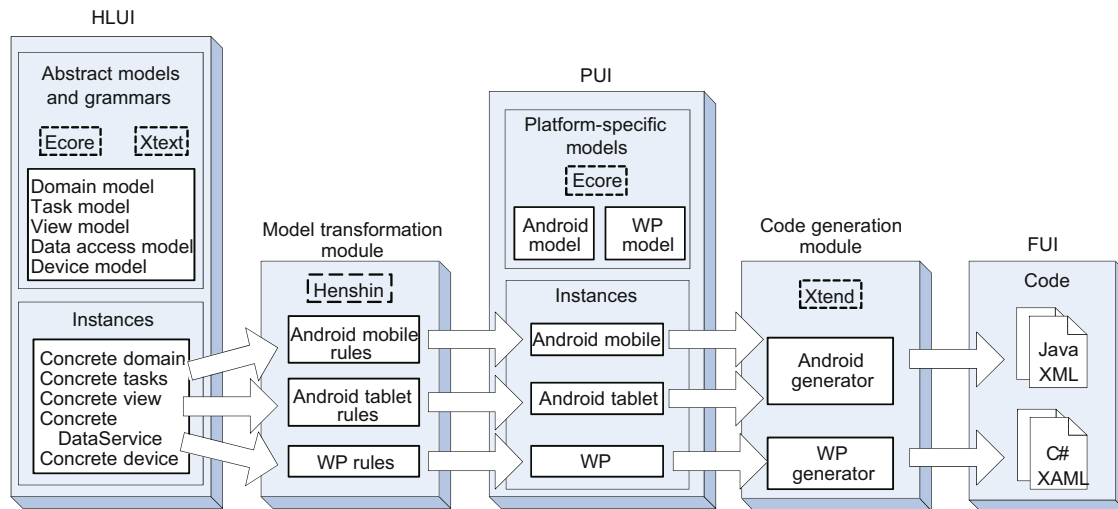 HLUI
Abstract models
and grammars
Ecore
Xtext
Domain model
Task model
View model
Data access model
Device model
Instances
Concrete domain
Concrete tasks
Concrete view
Concrete
DataService
Concrete device
Model transformation
module
Henshin
Android mobile
rules
Android tablet
rules
WP rules
PUI
Platform-specific
models
Ecore
Android
model
WP
model
Instances
Android mobile
Android tablet
WP
Code generation
module
Xtend
Android
generator
WP
generator
FUI
Code
Java
XML
C#
XAML